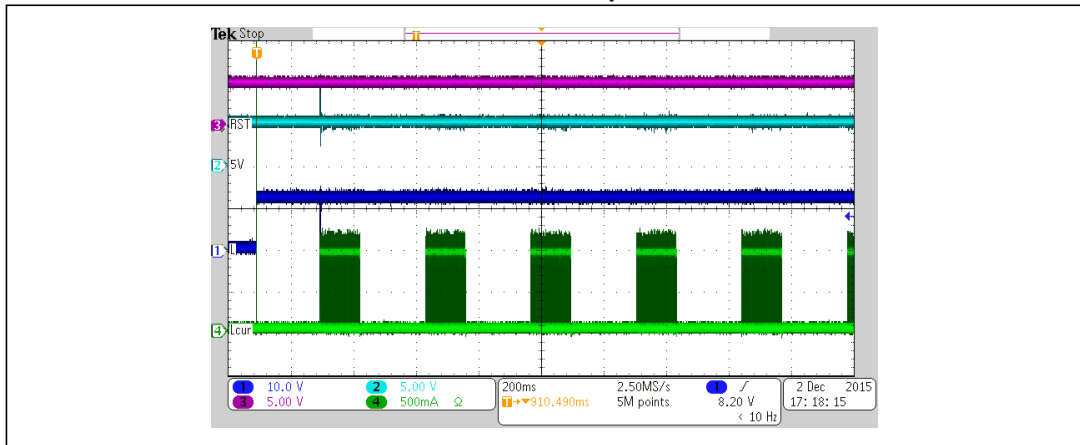 Tek Stop
T
T
3 RST
2 5V
1 L
4 Lcur
1 10.0 V 2 5.00 V
3 5.00 V 4 500mA Ω
200ms 2.50MS/s
T→▼910.490ms 5M points
1 ∫ 8.20 V
< 10 Hz
2 Dec 2015
17:18:15